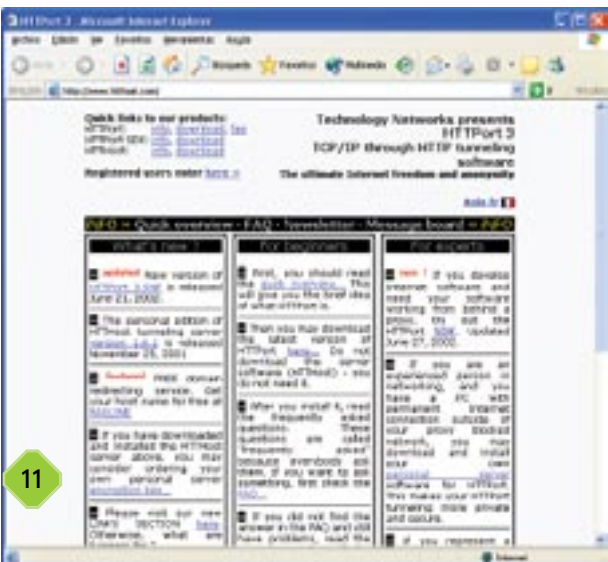 HTTPort 3 - Microsoft Internet Explorer
http://www.htthost.com/
Quick links to our products:
HTTPort: info, download, faq
HTTPort SDK: info, download
HTTHost: info, download
Registered users enter here »
Technology Networks presents
HTTPort 3
TCP/IP through HTTP tunneling
software
The ultimate Internet freedom and anonymity
INFO » Quick overview - FAQ - Newsletter - Message board « INFO
What's new ?
updated New version of
is released
June 21, 2002.
The personal edition of
HTTHost tunneling server
is released
November 25, 2001
FREE domain
redirecting service. Get
your host name for free at
If you have downloaded
and installed the HTTHost
server above, you may
consider ordering your
own personal server
encryption key...
Please visit our new
LINKS SECTION here.
Otherwise, what are
For beginners
First, you should read
the quick overview... This
will give you the brief idea
of what HTTPort is.
Then you may download
the latest version of
HTTPort here... Do not
download the server
software (HTTHost) - you
do not need it.
After you install it, read
the frequently asked
questions. These
questions are called
"frequently asked"
because everybody ask
them. If you want to ask
something, first check the
FAQ...
If you did not find the
answer in the FAQ and still
have problems, read the
For experts
new ! If you develop
internet software and
need your software
working from behind a
proxy, try out the
HTTPort SDK. Updated
June 27, 2002.
If you are an
experienced person in
networking, and you
have a PC with
permanent Internet
connection outside of
your proxy blocked
network, you may
download and install
your own
personal server
software for HTTPort.
This makes your HTTPort
tunneling more private
and secure.
If you represent a
11
Internet